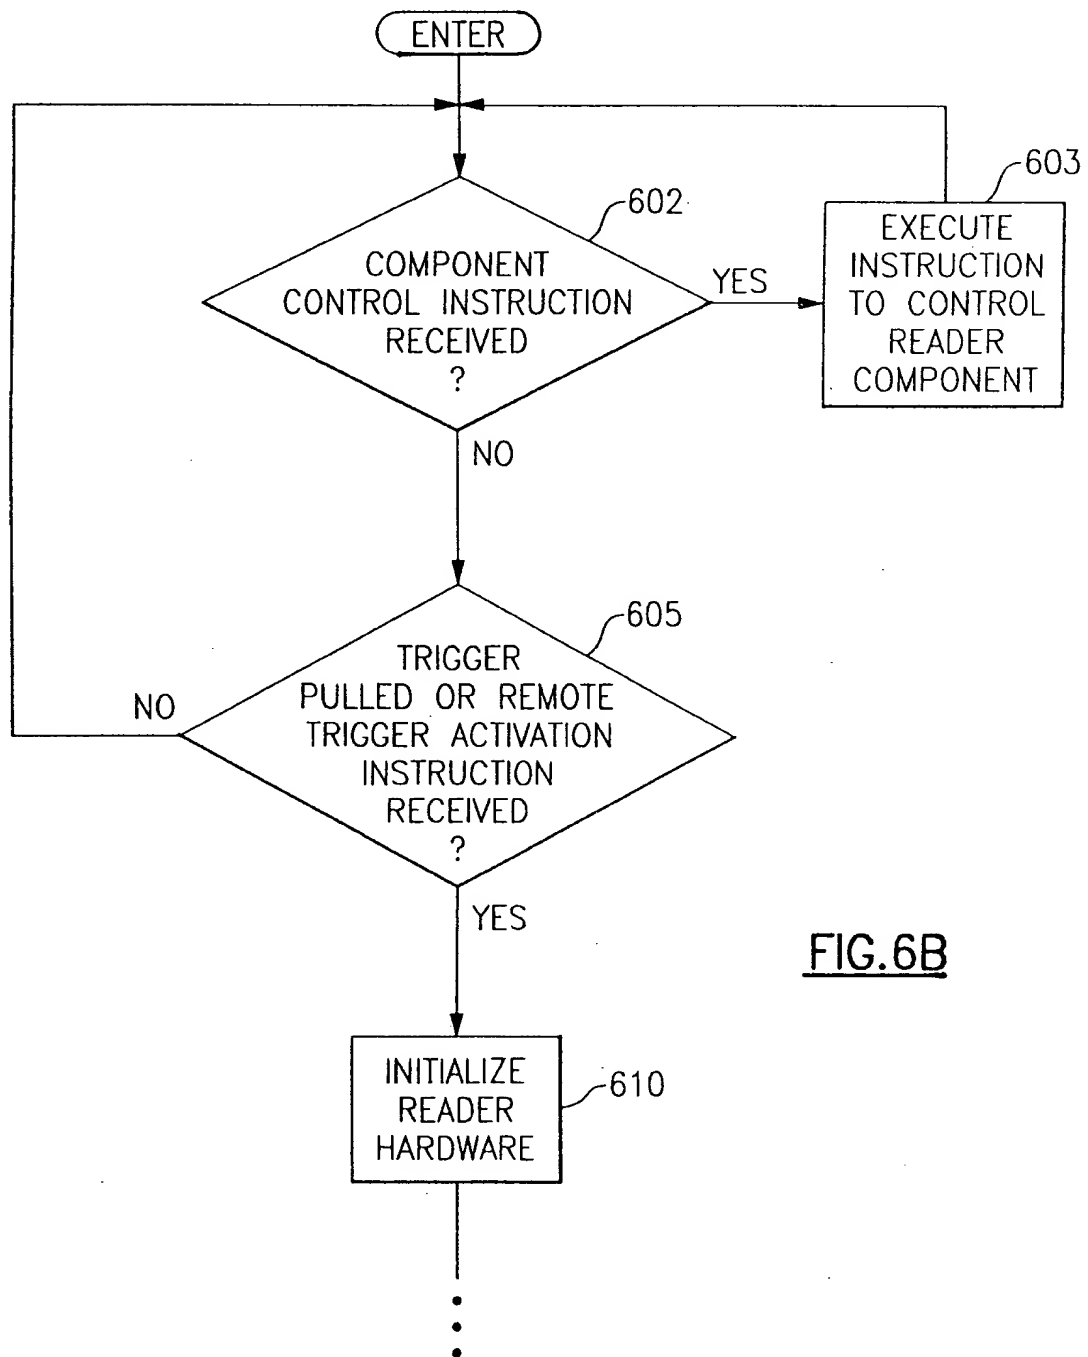 ENTER
602
COMPONENT
CONTROL INSTRUCTION
RECEIVED
?
YES
603
EXECUTE
INSTRUCTION
TO CONTROL
READER
COMPONENT
NO
605
TRIGGER
PULLED OR REMOTE
TRIGGER ACTIVATION
INSTRUCTION
RECEIVED
?
NO
YES
FIG.6B
INITIALIZE
READER
HARDWARE
610